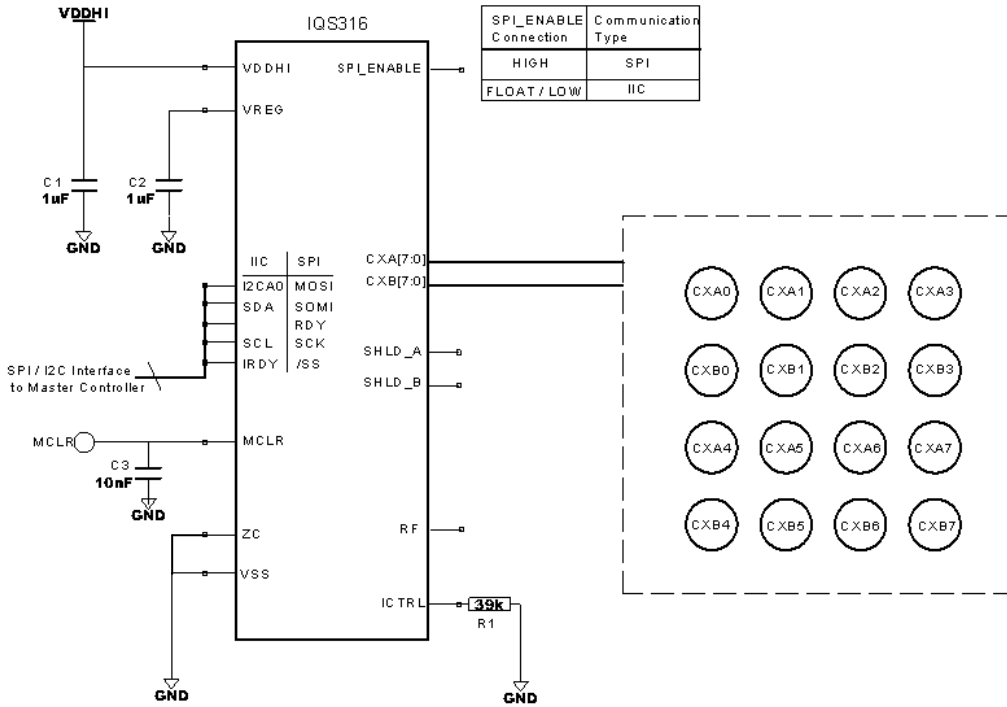 VDDHI
IQS316
SPI_ENABLE Communication
Connection Type
HIGH SPI
FLOAT / LOW IIC
VDDHI SPI_ENABLE
VREG
C1 C2
1uF 1uF
GND GND
IIC SPI
CXA[7:0]
CXB[7:0]
I2CA0 MOSI
SDA SOMI
RDY
SCL SCK
IRDY /SS
SHLD_A
SHLD_B
SPI / I2C Interface
to Master Controller
CXA0 CXA1 CXA2 CXA3
CXB0 CXB1 CXB2 CXB3
CXA4 CXA5 CXA6 CXA7
CXB4 CXB5 CXB6 CXB7
MCLR MCLR
C3
10nF
GND
ZC RF
VSS
ICTRL 39k
R1
GND GND